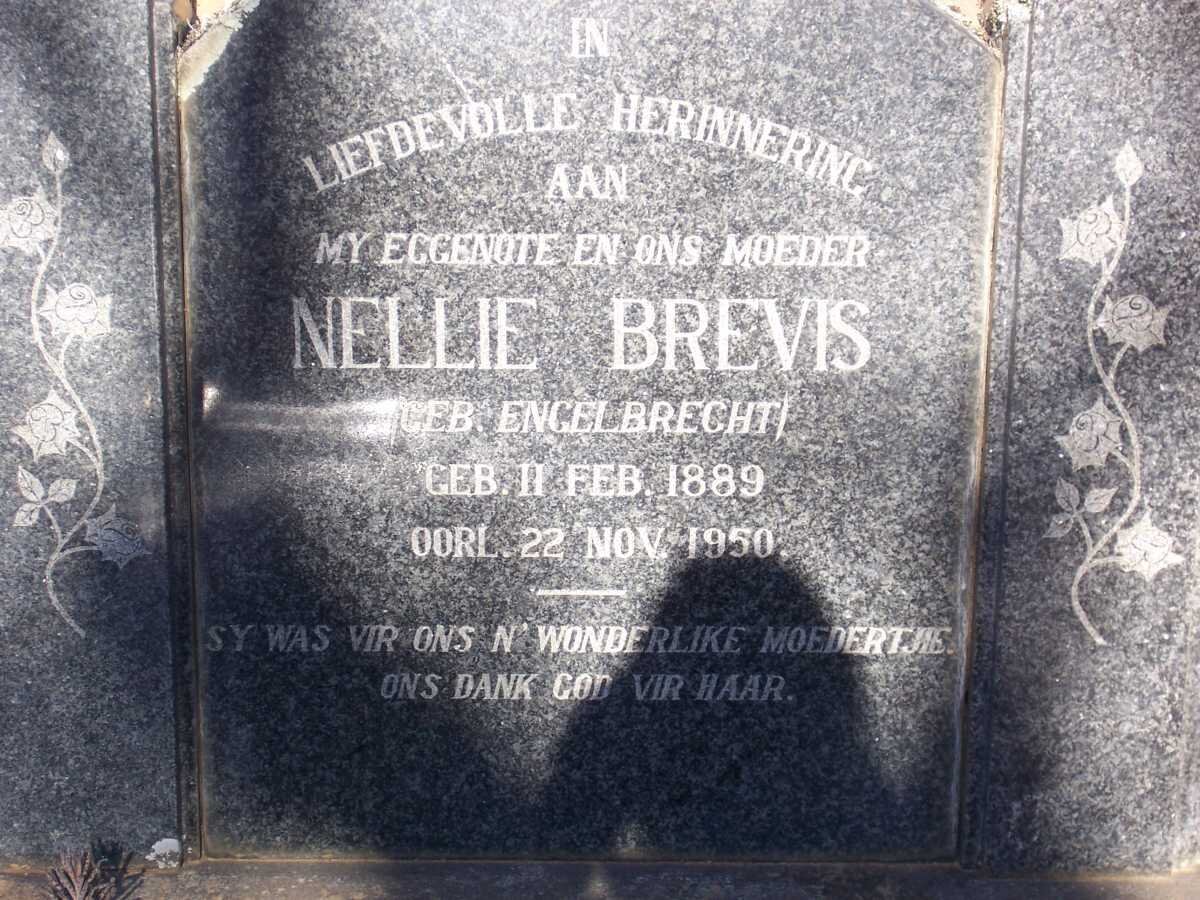 IN
LIEFDEVOLLE HERINNERING
AAN
MY EGGENOTE EN ONS MOEDER
NELLIE BREVIS
(GEB. ENGELBRECHT)
GEB. 11 FEB. 1889
OORL. 22 NOV. 1950.
SY WAS VIR ONS N' WONDERLIKE MOEDERTJIE.
ONS DANK GOD VIR HAAR.